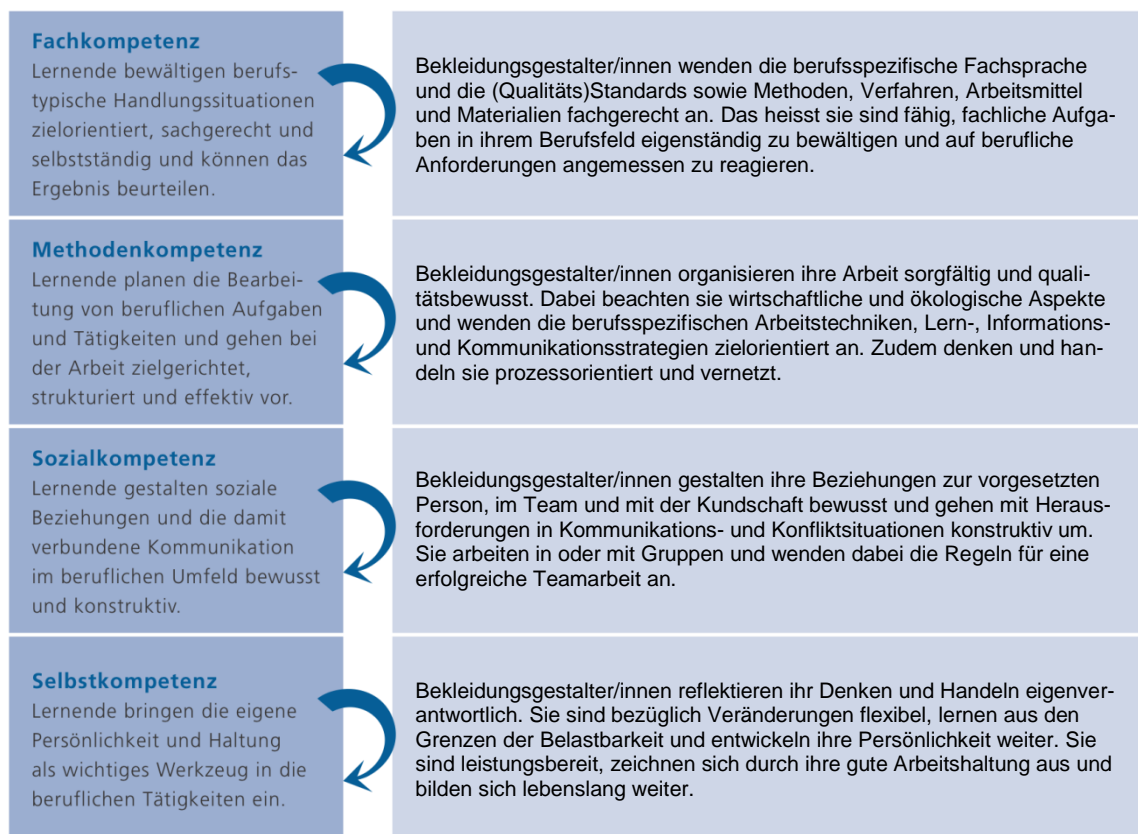 Fachkompetenz
Lernende bewältigen berufs-
typische Handlungssituationen
zielorientiert, sachgerecht und
selbstständig und können das
Ergebnis beurteilen.
Bekleidungsgestalter/innen wenden die berufsspezifische Fachsprache
und die (Qualitäts)Standards sowie Methoden, Verfahren, Arbeitsmittel
und Materialien fachgerecht an. Das heisst sie sind fähig, fachliche Aufga-
ben in ihrem Berufsfeld eigenständig zu bewältigen und auf berufliche
Anforderungen angemessen zu reagieren.
Methodenkompetenz
Lernende planen die Bearbei-
tung von beruflichen Aufgaben
und Tätigkeiten und gehen bei
der Arbeit zielgerichtet,
strukturiert und effektiv vor.
Bekleidungsgestalter/innen organisieren ihre Arbeit sorgfältig und quali-
tätsbewusst. Dabei beachten sie wirtschaftliche und ökologische Aspekte
und wenden die berufsspezifischen Arbeitstechniken, Lern-, Informations-
und Kommunikationsstrategien zielorientiert an. Zudem denken und han-
deln sie prozessorientiert und vernetzt.
Sozialkompetenz
Lernende gestalten soziale
Beziehungen und die damit
verbundene Kommunikation
im beruflichen Umfeld bewusst
und konstruktiv.
Bekleidungsgestalter/innen gestalten ihre Beziehungen zur vorgesetzten
Person, im Team und mit der Kundschaft bewusst und gehen mit Heraus-
forderungen in Kommunikations- und Konfliktsituationen konstruktiv um.
Sie arbeiten in oder mit Gruppen und wenden dabei die Regeln für eine
erfolgreiche Teamarbeit an.
Selbstkompetenz
Lernende bringen die eigene
Persönlichkeit und Haltung
als wichtiges Werkzeug in die
beruflichen Tätigkeiten ein.
Bekleidungsgestalter/innen reflektieren ihr Denken und Handeln eigenver-
antwortlich. Sie sind bezüglich Veränderungen flexibel, lernen aus den
Grenzen der Belastbarkeit und entwickeln ihre Persönlichkeit weiter. Sie
sind leistungsbereit, zeichnen sich durch ihre gute Arbeitshaltung aus und
bilden sich lebenslang weiter.